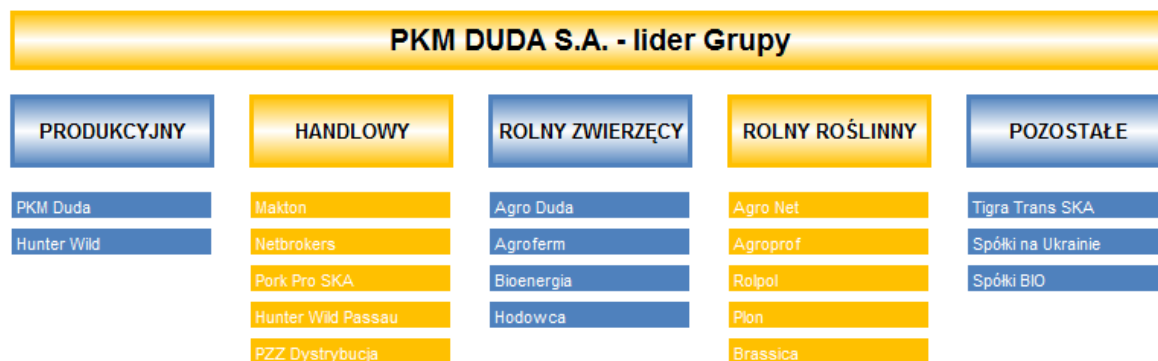 PKM DUDA S.A. - lider Grupy
PRODUKCYJNY
HANDLOWY
ROLNY ZWIERZĘCY
ROLNY ROŚLINNY
POZOSTAŁE
PKM Duda
Makton
Agro Duda
Agro Net
Tigra Trans SKA
Hunter Wild
Netbrokers
Agroferm
Agroprof
Spółki na Ukrainie
Pork Pro SKA
Bioenergia
Rolpol
Spółki BIO
Hunter Wild Passau
Hodowca
Plon
PZZ Dystrybucja
Brassica